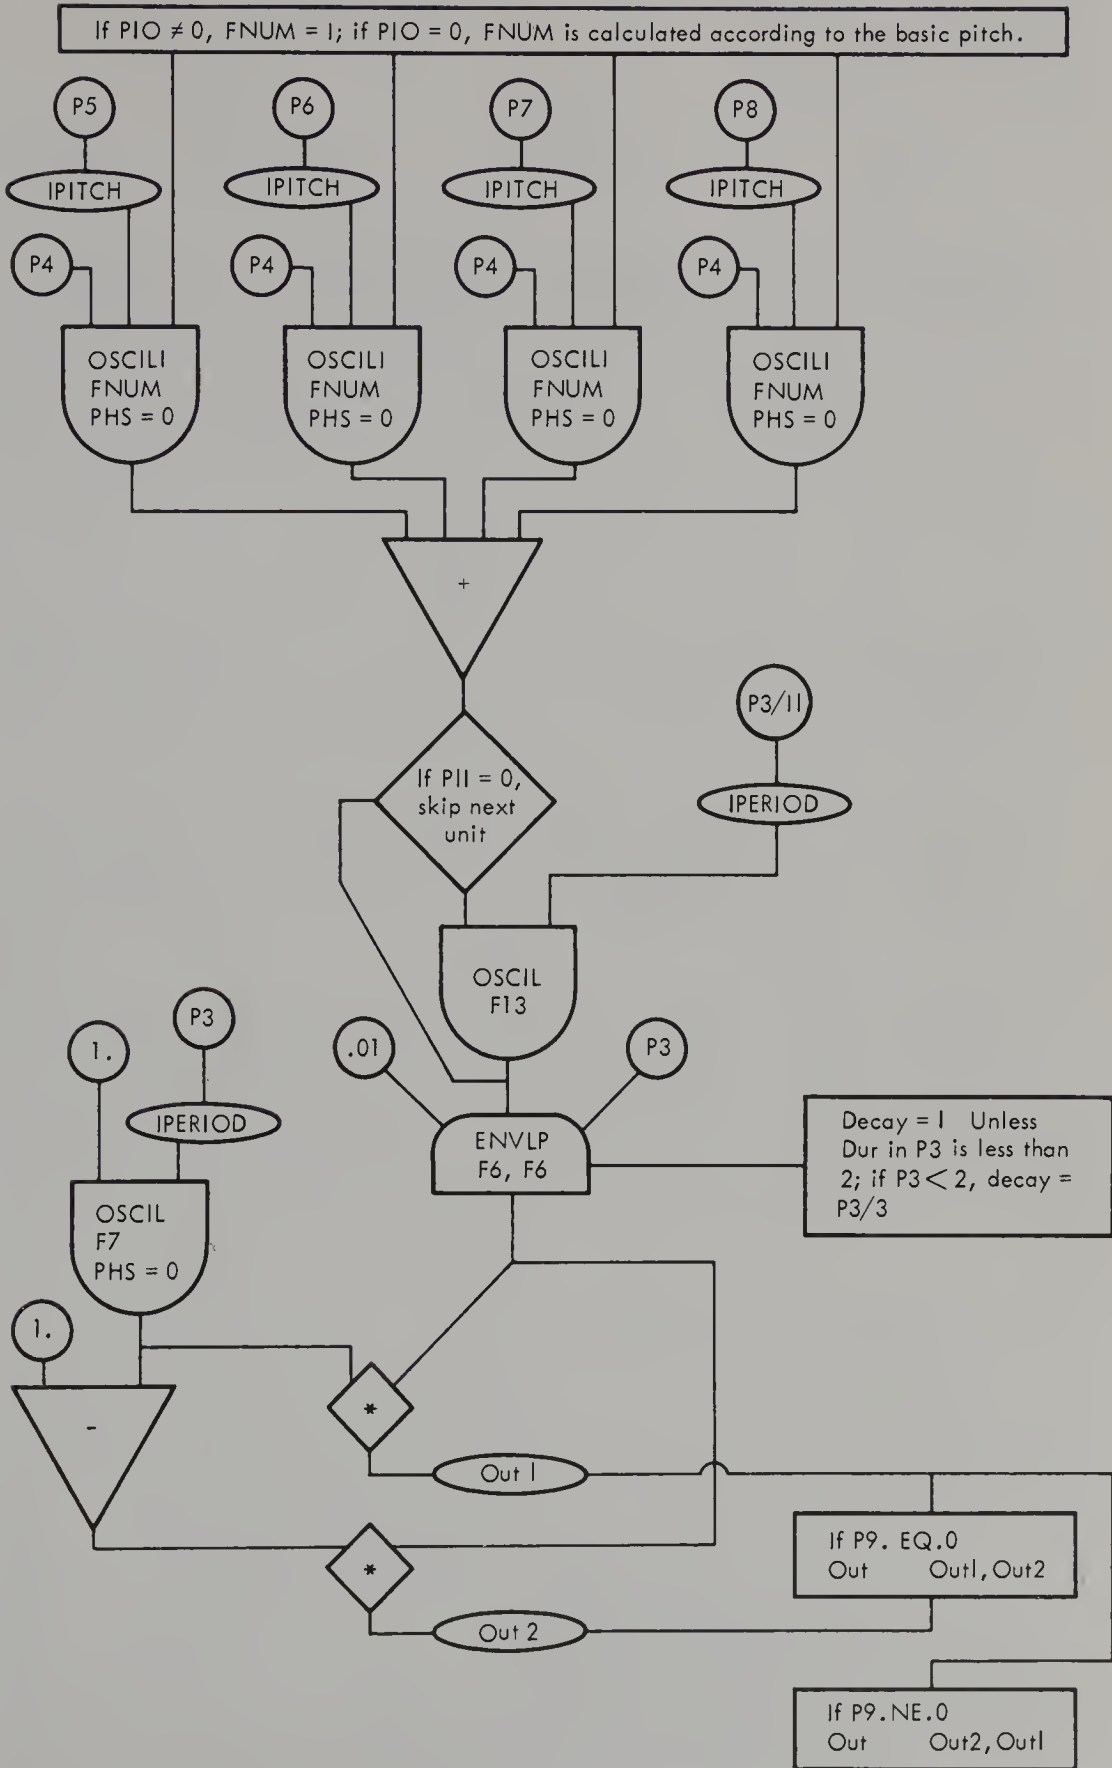 If PIO ≠ 0, FNUM = 1; if PIO = 0, FNUM is calculated according to the basic pitch.
P5
P6
P7
P8
IPITCH
IPITCH
IPITCH
IPITCH
P4
P4
P4
P4
OSCILI
FNUM
PHS = 0
OSCILI
FNUM
PHS = 0
OSCILI
FNUM
PHS = 0
OSCILI
FNUM
PHS = 0
+
P3/11
If P11 = 0,
skip next
unit
IPERIOD
OSCIL
F13
1.
P3
IPERIOD
OSCIL
F7
PHS = 0
.01
P3
ENVLP
F6, F6
Decay = 1 Unless
Dur in P3 is less than
2; if P3 < 2, decay =
P3/3
1.
-
*
Out 1
*
Out 2
If P9. EQ.0
Out Out1, Out2
If P9.NE.0
Out Out2, Out1